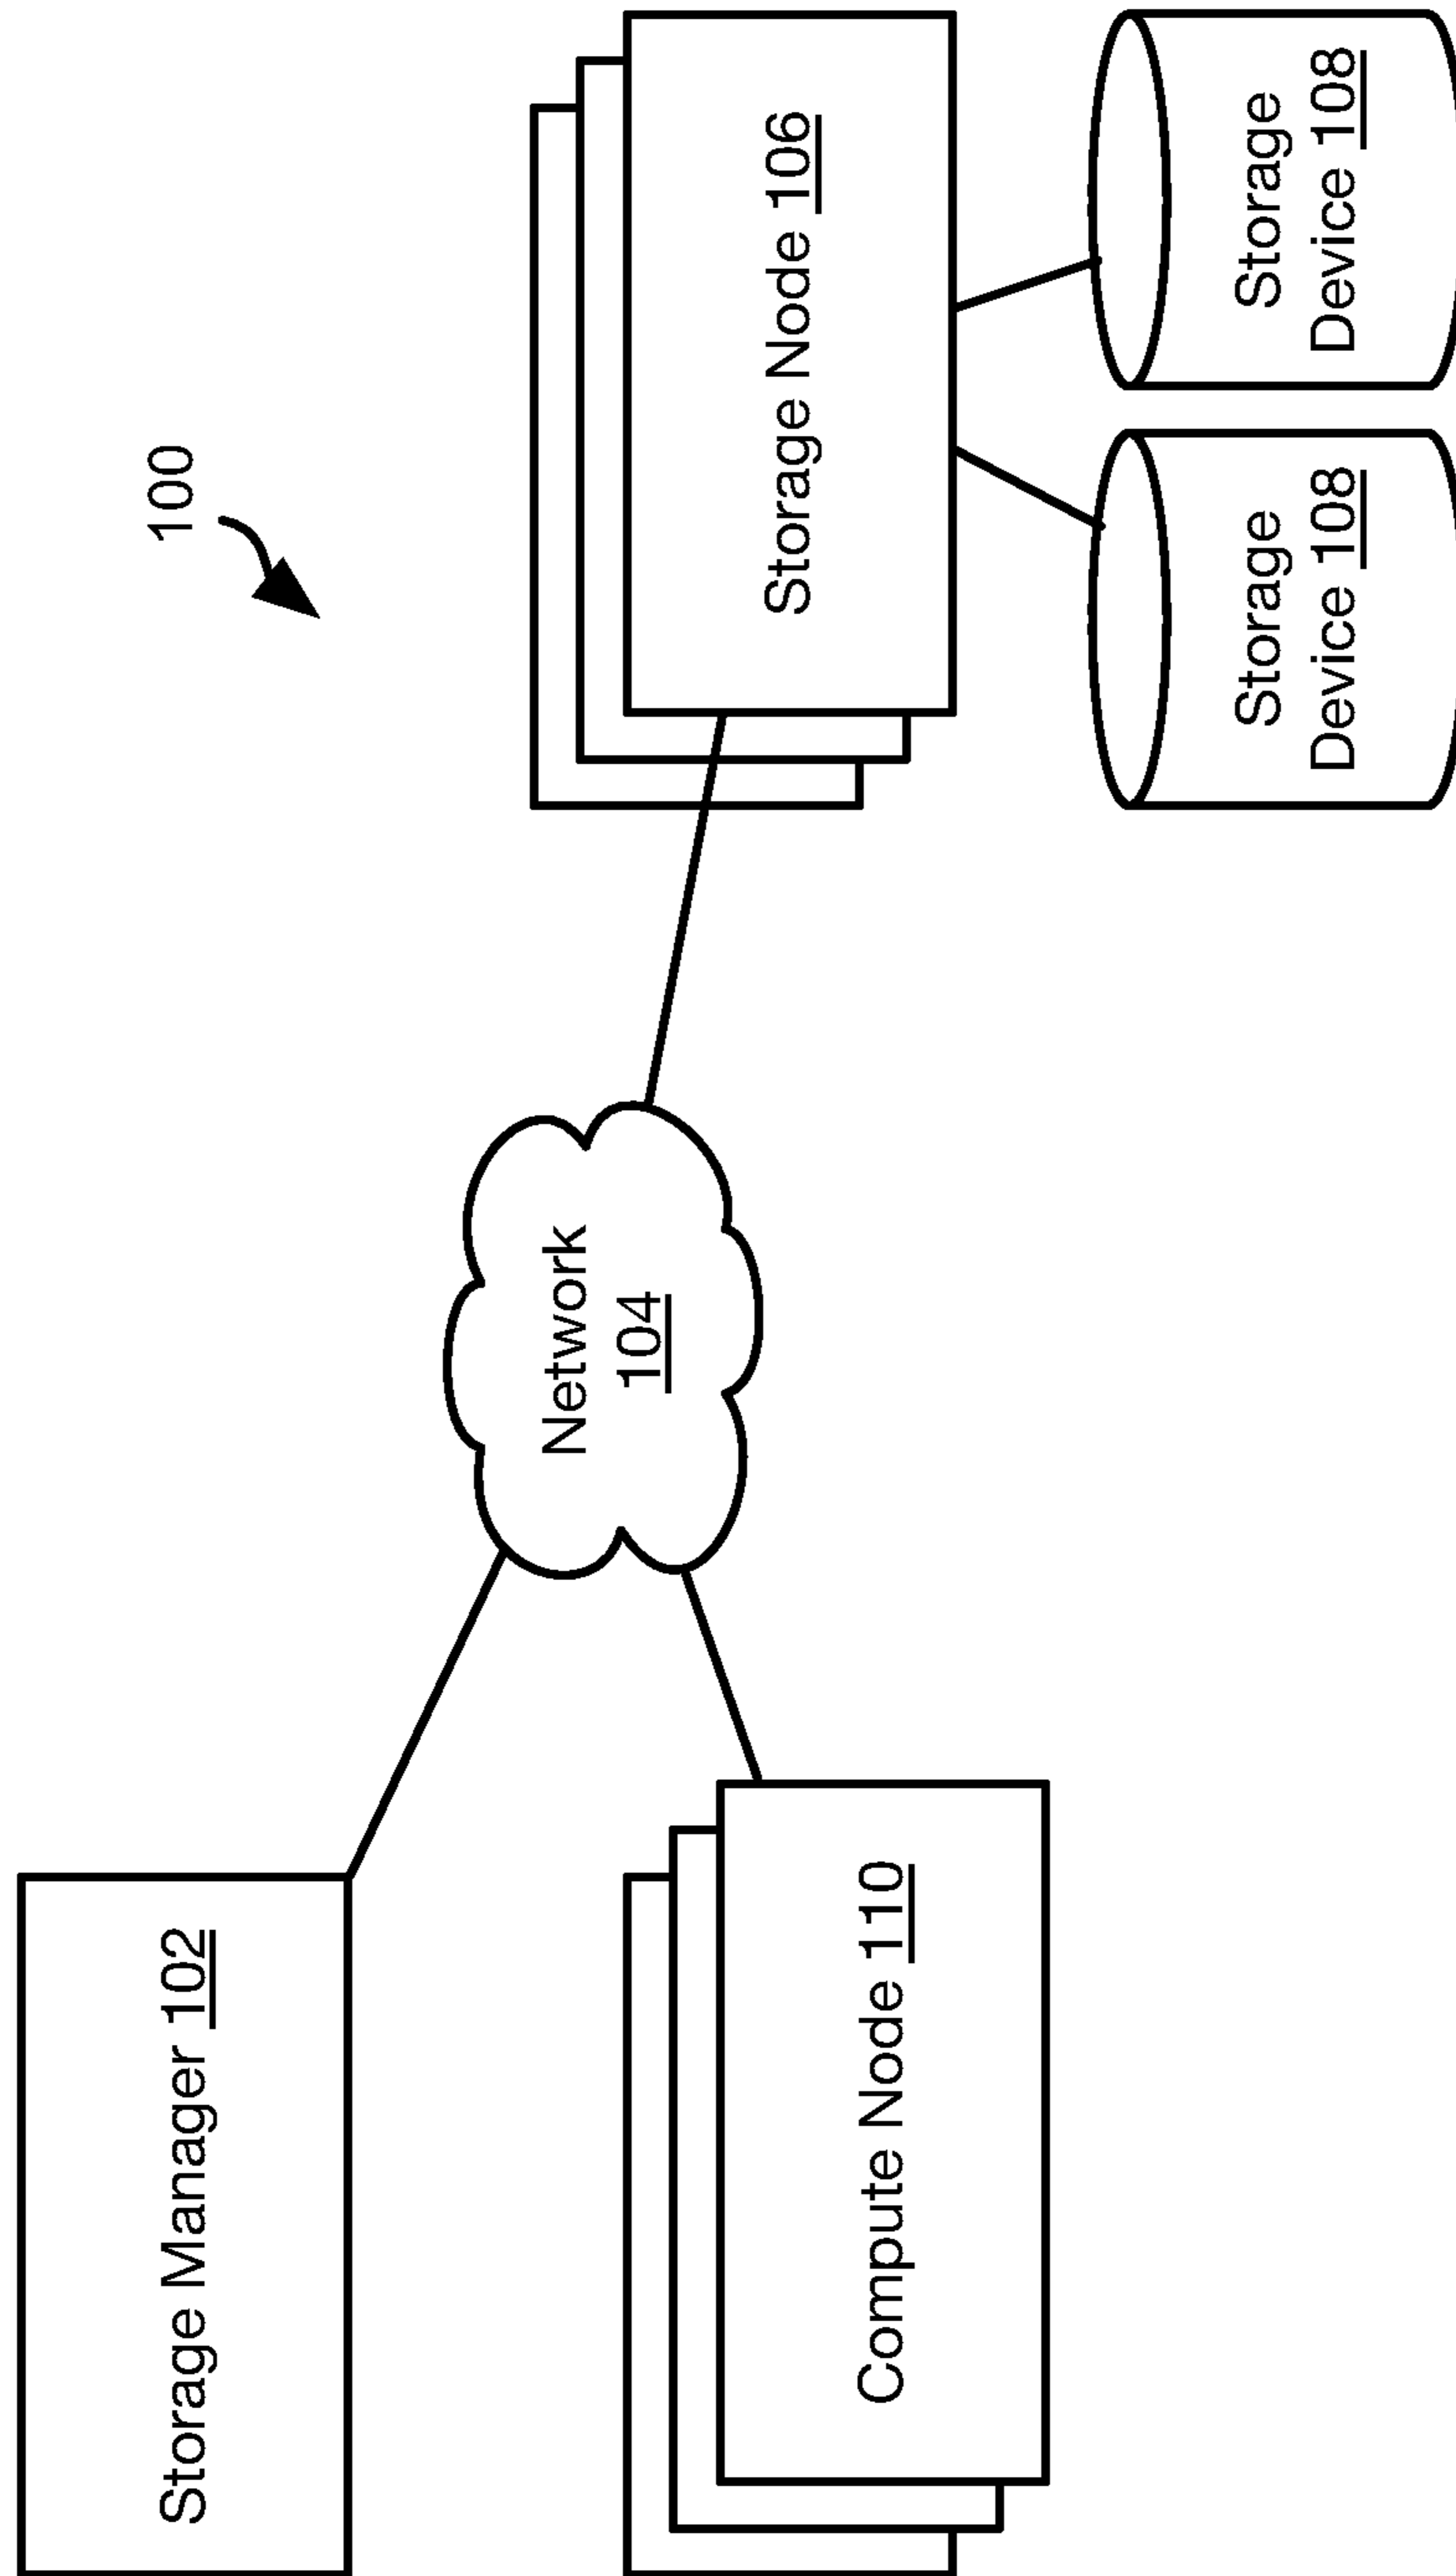 100
Storage Manager 102
Network
104
Storage Node 106
Compute Node 110
Storage
Device 108
Storage
Device 108